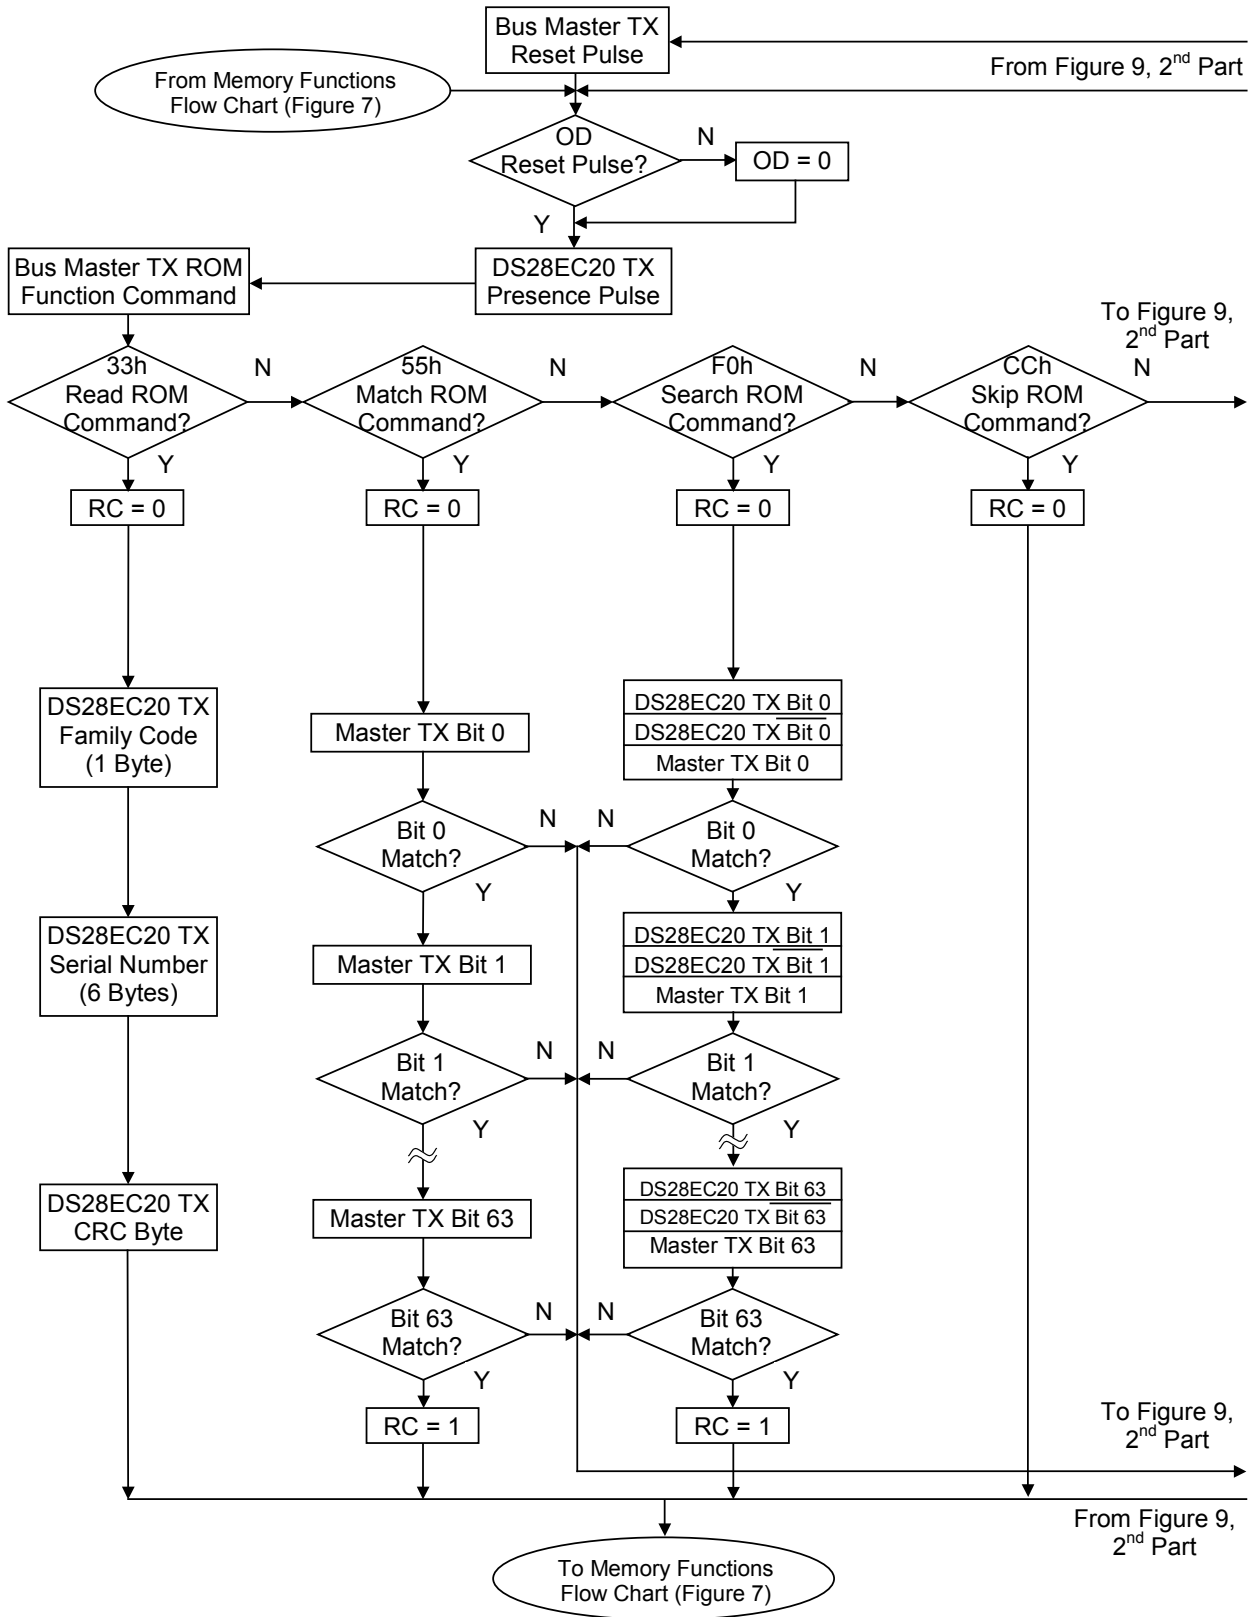 Bus Master TX
Reset Pulse
From Figure 9, 2nd Part
From Memory Functions
Flow Chart (Figure 7)
OD
Reset Pulse?
N
OD = 0
Y
Bus Master TX ROM
Function Command
DS28EC20 TX
Presence Pulse
To Figure 9,
2nd Part
33h
Read ROM
Command?
N
Y
55h
Match ROM
Command?
N
Y
F0h
Search ROM
Command?
N
Y
CCh
Skip ROM
Command?
N
Y
RC = 0
RC = 0
RC = 0
RC = 0
DS28EC20 TX
Family Code
(1 Byte)
DS28EC20 TX
Serial Number
(6 Bytes)
DS28EC20 TX
CRC Byte
Master TX Bit 0
Bit 0
Match?
N
Y
Master TX Bit 1
Bit 1
Match?
N
Y
Master TX Bit 63
Bit 63
Match?
N
Y
RC = 1
DS28EC20 TX Bit 0
DS28EC20 TX Bit 0
Master TX Bit 0
N
Bit 0
Match?
Y
DS28EC20 TX Bit 1
DS28EC20 TX Bit 1
Master TX Bit 1
N
Bit 1
Match?
Y
DS28EC20 TX Bit 63
DS28EC20 TX Bit 63
Master TX Bit 63
N
Bit 63
Match?
Y
RC = 1
To Figure 9,
2nd Part
From Figure 9,
2nd Part
To Memory Functions
Flow Chart (Figure 7)